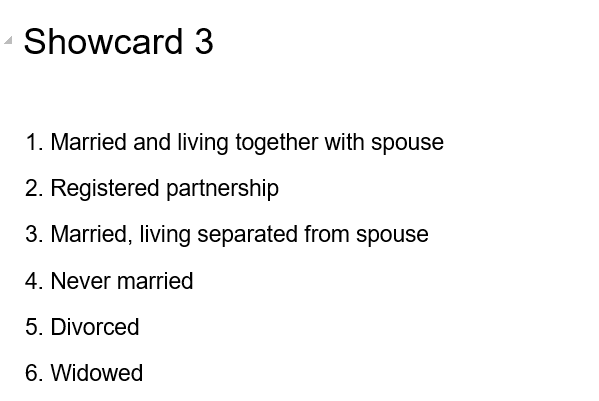 Showcard 3
1. Married and living together with spouse
2. Registered partnership
3. Married, living separated from spouse
4. Never married
5. Divorced
6. Widowed